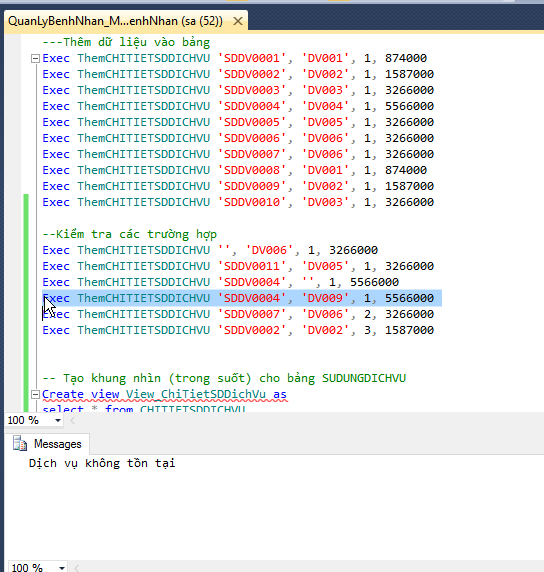 QuanLyBenhNhan_M...enhNhan (sa (52))
---Thêm dữ liệu vào bảng
Exec ThemCHITIETSDDICHVU 'SDDV0001', 'DV001', 1, 874000
Exec ThemCHITIETSDDICHVU 'SDDV0002', 'DV002', 1, 1587000
Exec ThemCHITIETSDDICHVU 'SDDV0003', 'DV003', 1, 3266000
Exec ThemCHITIETSDDICHVU 'SDDV0004', 'DV004', 1, 5566000
Exec ThemCHITIETSDDICHVU 'SDDV0005', 'DV005', 1, 3266000
Exec ThemCHITIETSDDICHVU 'SDDV0006', 'DV006', 1, 3266000
Exec ThemCHITIETSDDICHVU 'SDDV0007', 'DV006', 1, 3266000
Exec ThemCHITIETSDDICHVU 'SDDV0008', 'DV001', 1, 874000
Exec ThemCHITIETSDDICHVU 'SDDV0009', 'DV002', 1, 1587000
Exec ThemCHITIETSDDICHVU 'SDDV0010', 'DV003', 1, 3266000
--Kiểm tra các trường hợp
Exec ThemCHITIETSDDICHVU '', 'DV006', 1, 3266000
Exec ThemCHITIETSDDICHVU 'SDDV0011', 'DV005', 1, 3266000
Exec ThemCHITIETSDDICHVU 'SDDV0004', '', 1, 5566000
Exec ThemCHITIETSDDICHVU 'SDDV0004', 'DV009', 1, 5566000
Exec ThemCHITIETSDDICHVU 'SDDV0007', 'DV006', 2, 3266000
Exec ThemCHITIETSDDICHVU 'SDDV0002', 'DV002', 3, 1587000
-- Tạo khung nhìn (trong suốt) cho bảng SUDUNGDICHVU
Create view View_ChiTietSDDichVu as
select * from CHITIETSDDICHVU
100 %
Messages
Dịch vụ không tồn tại
100 %